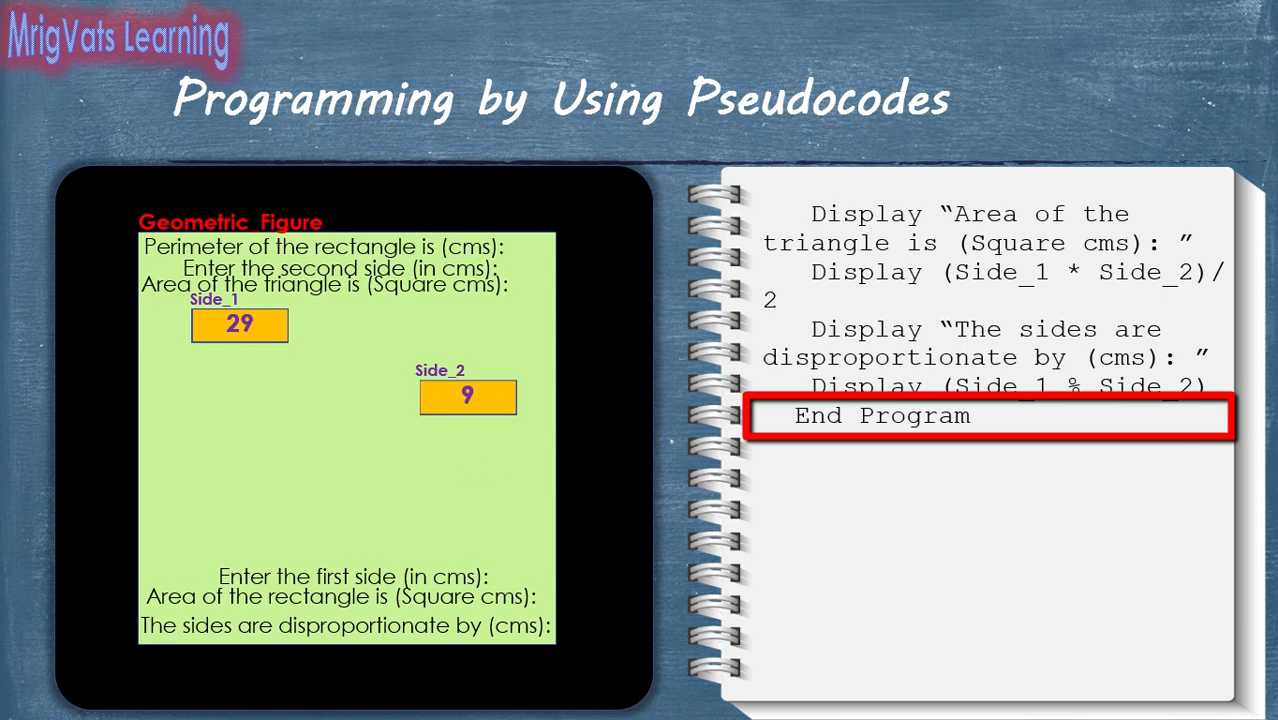 MrigVats Learning
Programming by Using Pseudocodes
Geometric_Figure
Perimeter of the rectangle is (cms):
Enter the second side (in cms):
Area of the triangle is (Square cms):
Side_1
29
Side_2
9
Enter the first side (in cms):
Area of the rectangle is (Square cms):
The sides are disproportionate by (cms):
Display “Area of the
triangle is (Square cms): ”
Display (Side_1 * Side_2)/
2
Display “The sides are
disproportionate by (cms): ”
Display (Side_1 % Side_2)
End Program